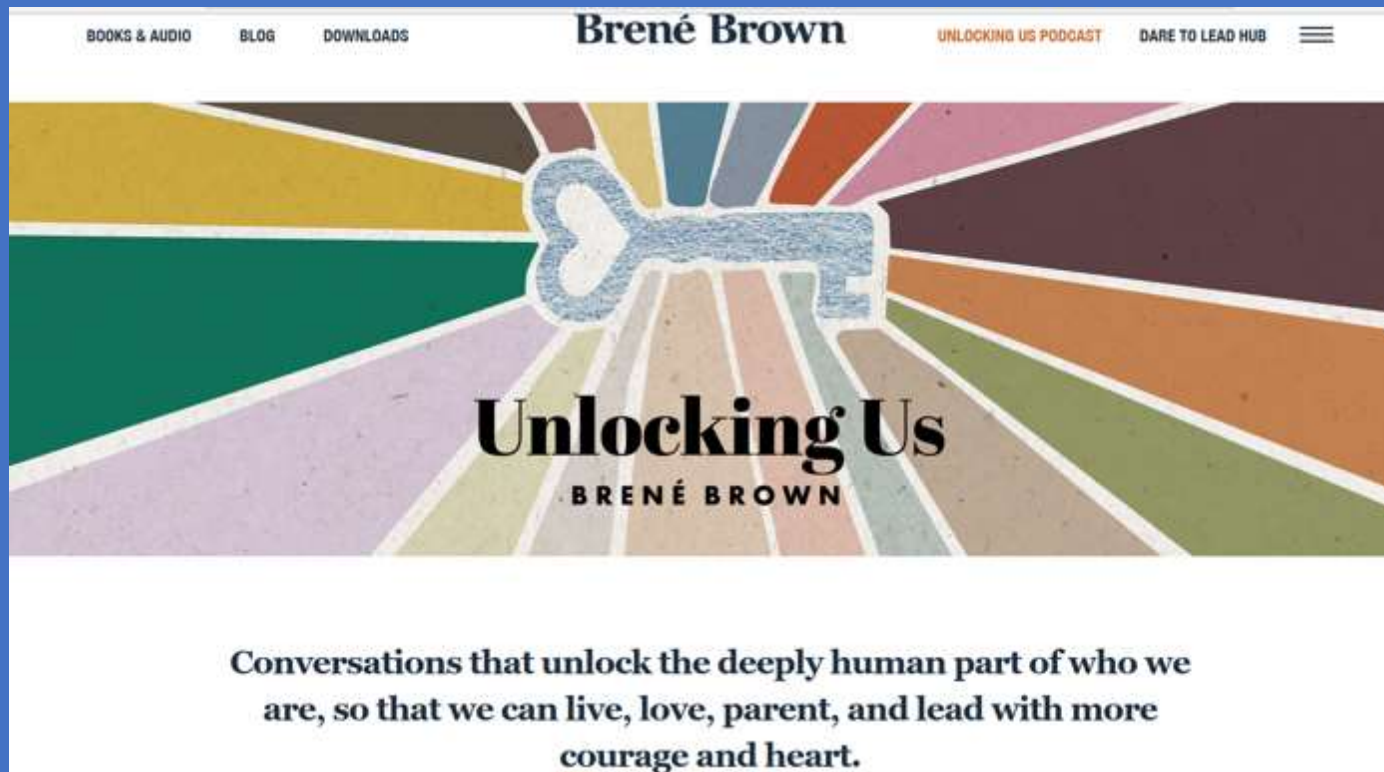 BOOKS & AUDIO BLOG DOWNLOADS Brené Brown UNLOCKING US PODCAST DARE TO LEAD HUB
Unlocking Us
BRENÉ BROWN
Conversations that unlock the deeply human part of who we
are, so that we can live, love, parent, and lead with more
courage and heart.